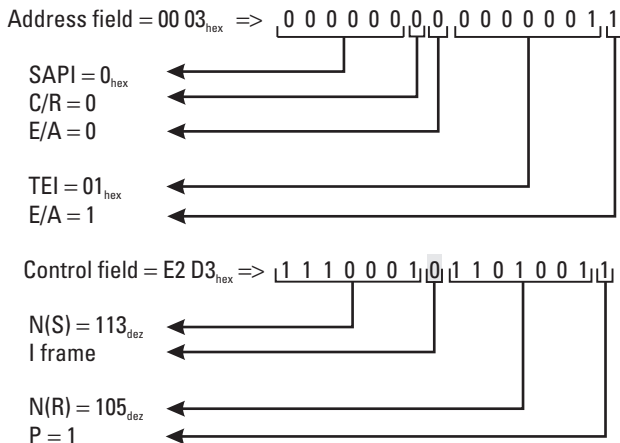 Address field = 00 03hex => 0 0 0 0 0 0 0 0 0 0 0 0 0 0 1 1
SAPI = 0hex
C/R = 0
E/A = 0
TEI = 01hex
E/A = 1
Control field = E2 D3hex => 1 1 1 0 0 0 1 0 1 1 0 1 0 0 1 1
N(S) = 113dez
I frame
N(R) = 105dez
P = 1